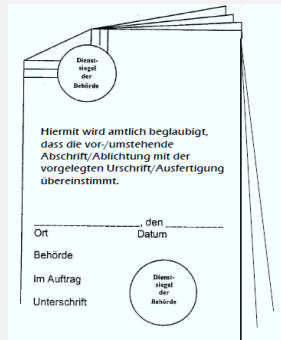 Dienst-
siegel
der
Behörde
Hiermit wird amtlich beglaubigt,
dass die vor-/umstehende
Abschrift/Ablichtung mit der
vorgelegten Urschrift/Ausfertigung
übereinstimmt.
, den
Ort Datum
Behörde
Im Auftrag
Unterschrift
Dienst-
siegel
der
Behörde